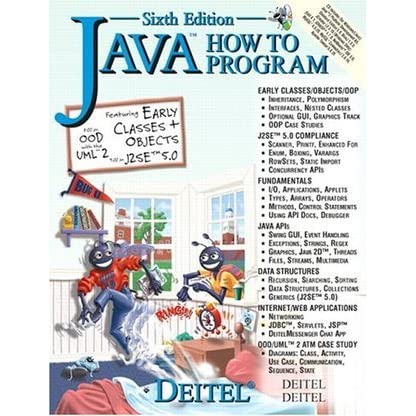 Sixth Edition
JAVA™
HOW TO
PROGRAM
Featuring EARLY
CLASSES +
OBJECTS
OOD
with the
UML™ 2
J2SE™ 5.0
EARLY CLASSES/OBJECTS/OOP
• INHERITANCE, POLYMORPHISM
• INTERFACES, NESTED CLASSES
• OPTIONAL GUI, GRAPHICS TRACK
• OOP CASE STUDIES
J2SE™ 5.0 COMPLIANCE
• SCANNER, PRINTF, ENHANCED FOR
• ENUM, BOXING, VARARGS
• ROWSETS, STATIC IMPORT
• CONCURRENCY APIS
FUNDAMENTALS
• I/O, APPLICATIONS, APPLETS
• TYPES, ARRAYS, OPERATORS
• METHODS, CONTROL STATEMENTS
• USING API DOCS, DEBUGGER
JAVA APIS
• SWING GUI, EVENT HANDLING
• EXCEPTIONS, STRINGS, REGEX
• GRAPHICS, JAVA 2D™, THREADS
• FILES, STREAMS, MULTIMEDIA
DATA STRUCTURES
• RECURSION, SEARCHING, SORTING
• DATA STRUCTURES, COLLECTIONS
• GENERICS (J2SE™ 5.0)
INTERNET/WEB APPLICATIONS
• NETWORKING
• JDBC™, SERVLETS, JSP™
• DEITELMESSENGER CHAT APP
OOD/UML™ 2 ATM CASE STUDY
• DIAGRAMS: CLASS, ACTIVITY,
USE CASE, COMMUNICATION,
SEQUENCE, STATE
BUG U
RING!!
DEITEL®
DEITEL
DEITEL